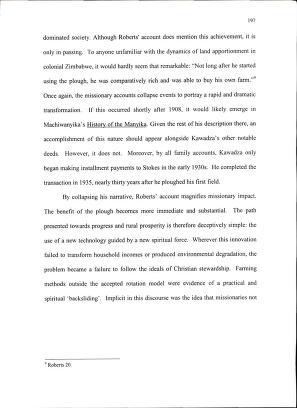 197
dominated society. Although Roberts' account does mention this achievement, it is
only in passing. To anyone unfamiliar with the dynamics of land apportionment in
colonial Zimbabwe, it would hardly seem that remarkable: "Not long after he started
using the plough, he was comparatively rich and was able to buy his own farm."⁹
Once again, the missionary accounts collapse events to portray a rapid and dramatic
transformation. If this occurred shortly after 1908, it would likely emerge in
Machiwanyika's History of the Manyika. Given the rest of his description there, an
accomplishment of this nature should appear alongside Kawadza's other notable
deeds. However, it does not. Moreover, by all family accounts, Kawadza only
began making installment payments to Stokes in the early 1930s. He completed the
transaction in 1935, nearly thirty years after he ploughed his first field.
By collapsing his narrative, Roberts' account magnifies missionary impact.
The benefit of the plough becomes more immediate and substantial. The path
presented towards progress and rural prosperity is therefore deceptively simple: the
use of a new technology guided by a new spiritual force. Wherever this innovation
failed to transform household incomes or produced environmental degradation, the
problem became a failure to follow the ideals of Christian stewardship. Farming
methods outside the accepted rotation model were evidence of a practical and
spiritual 'backsliding'. Implicit in this discourse was the idea that missionaries not
⁹ Roberts 20.